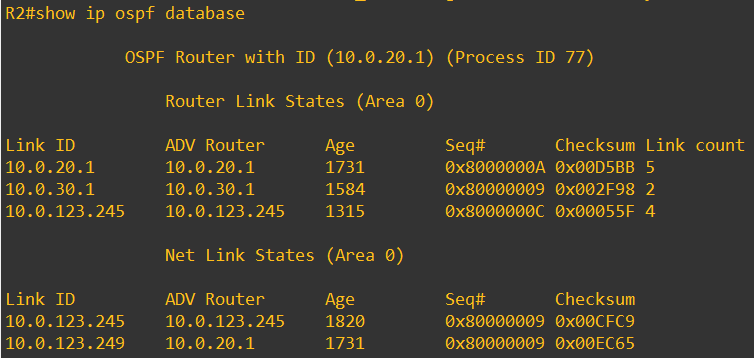 R2#show ip ospf database
OSPF Router with ID (10.0.20.1) (Process ID 77)
Router Link States (Area 0)
Link ID ADV Router Age Seq# Checksum Link count
10.0.20.1 10.0.20.1 1731 0x8000000A 0x00D5BB 5
10.0.30.1 10.0.30.1 1584 0x80000009 0x002F98 2
10.0.123.245 10.0.123.245 1315 0x8000000C 0x00055F 4
Net Link States (Area 0)
Link ID ADV Router Age Seq# Checksum
10.0.123.245 10.0.123.245 1820 0x80000009 0x00CFC9
10.0.123.249 10.0.20.1 1731 0x80000009 0x00EC65